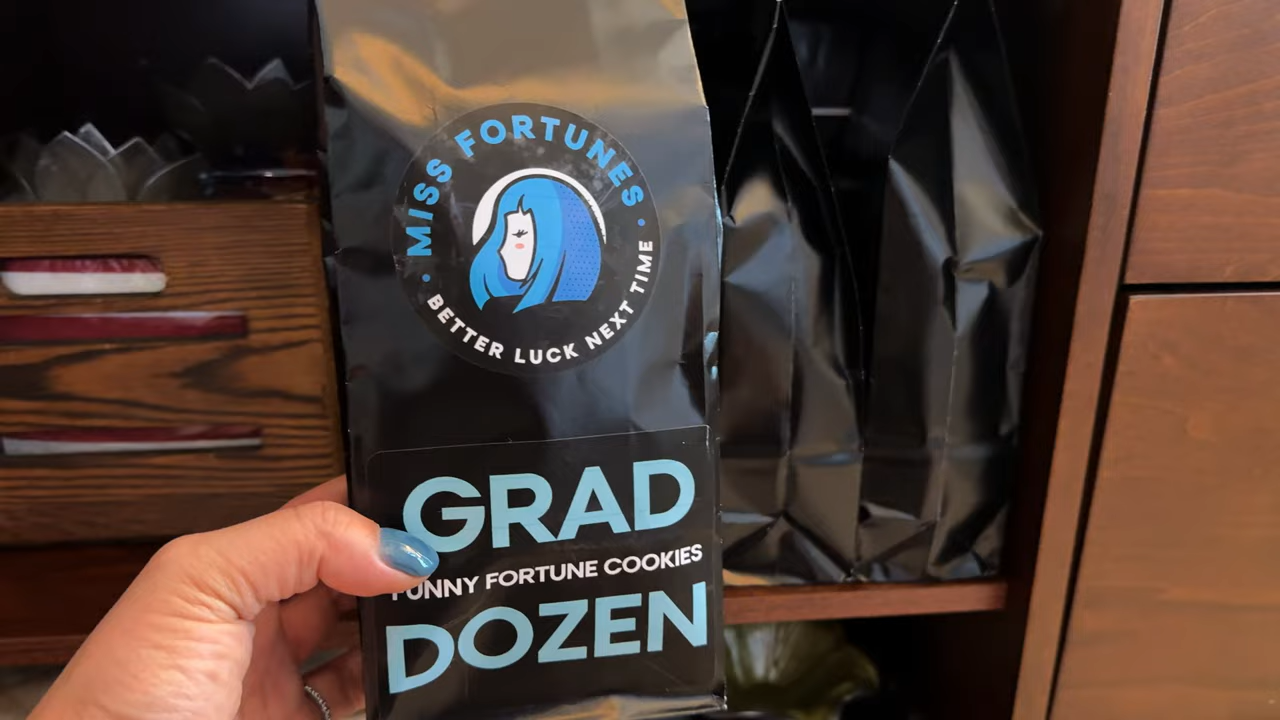 MISS FORTUNES
BETTER LUCK NEXT TIME
GRAD
FUNNY FORTUNE COOKIES
DOZEN